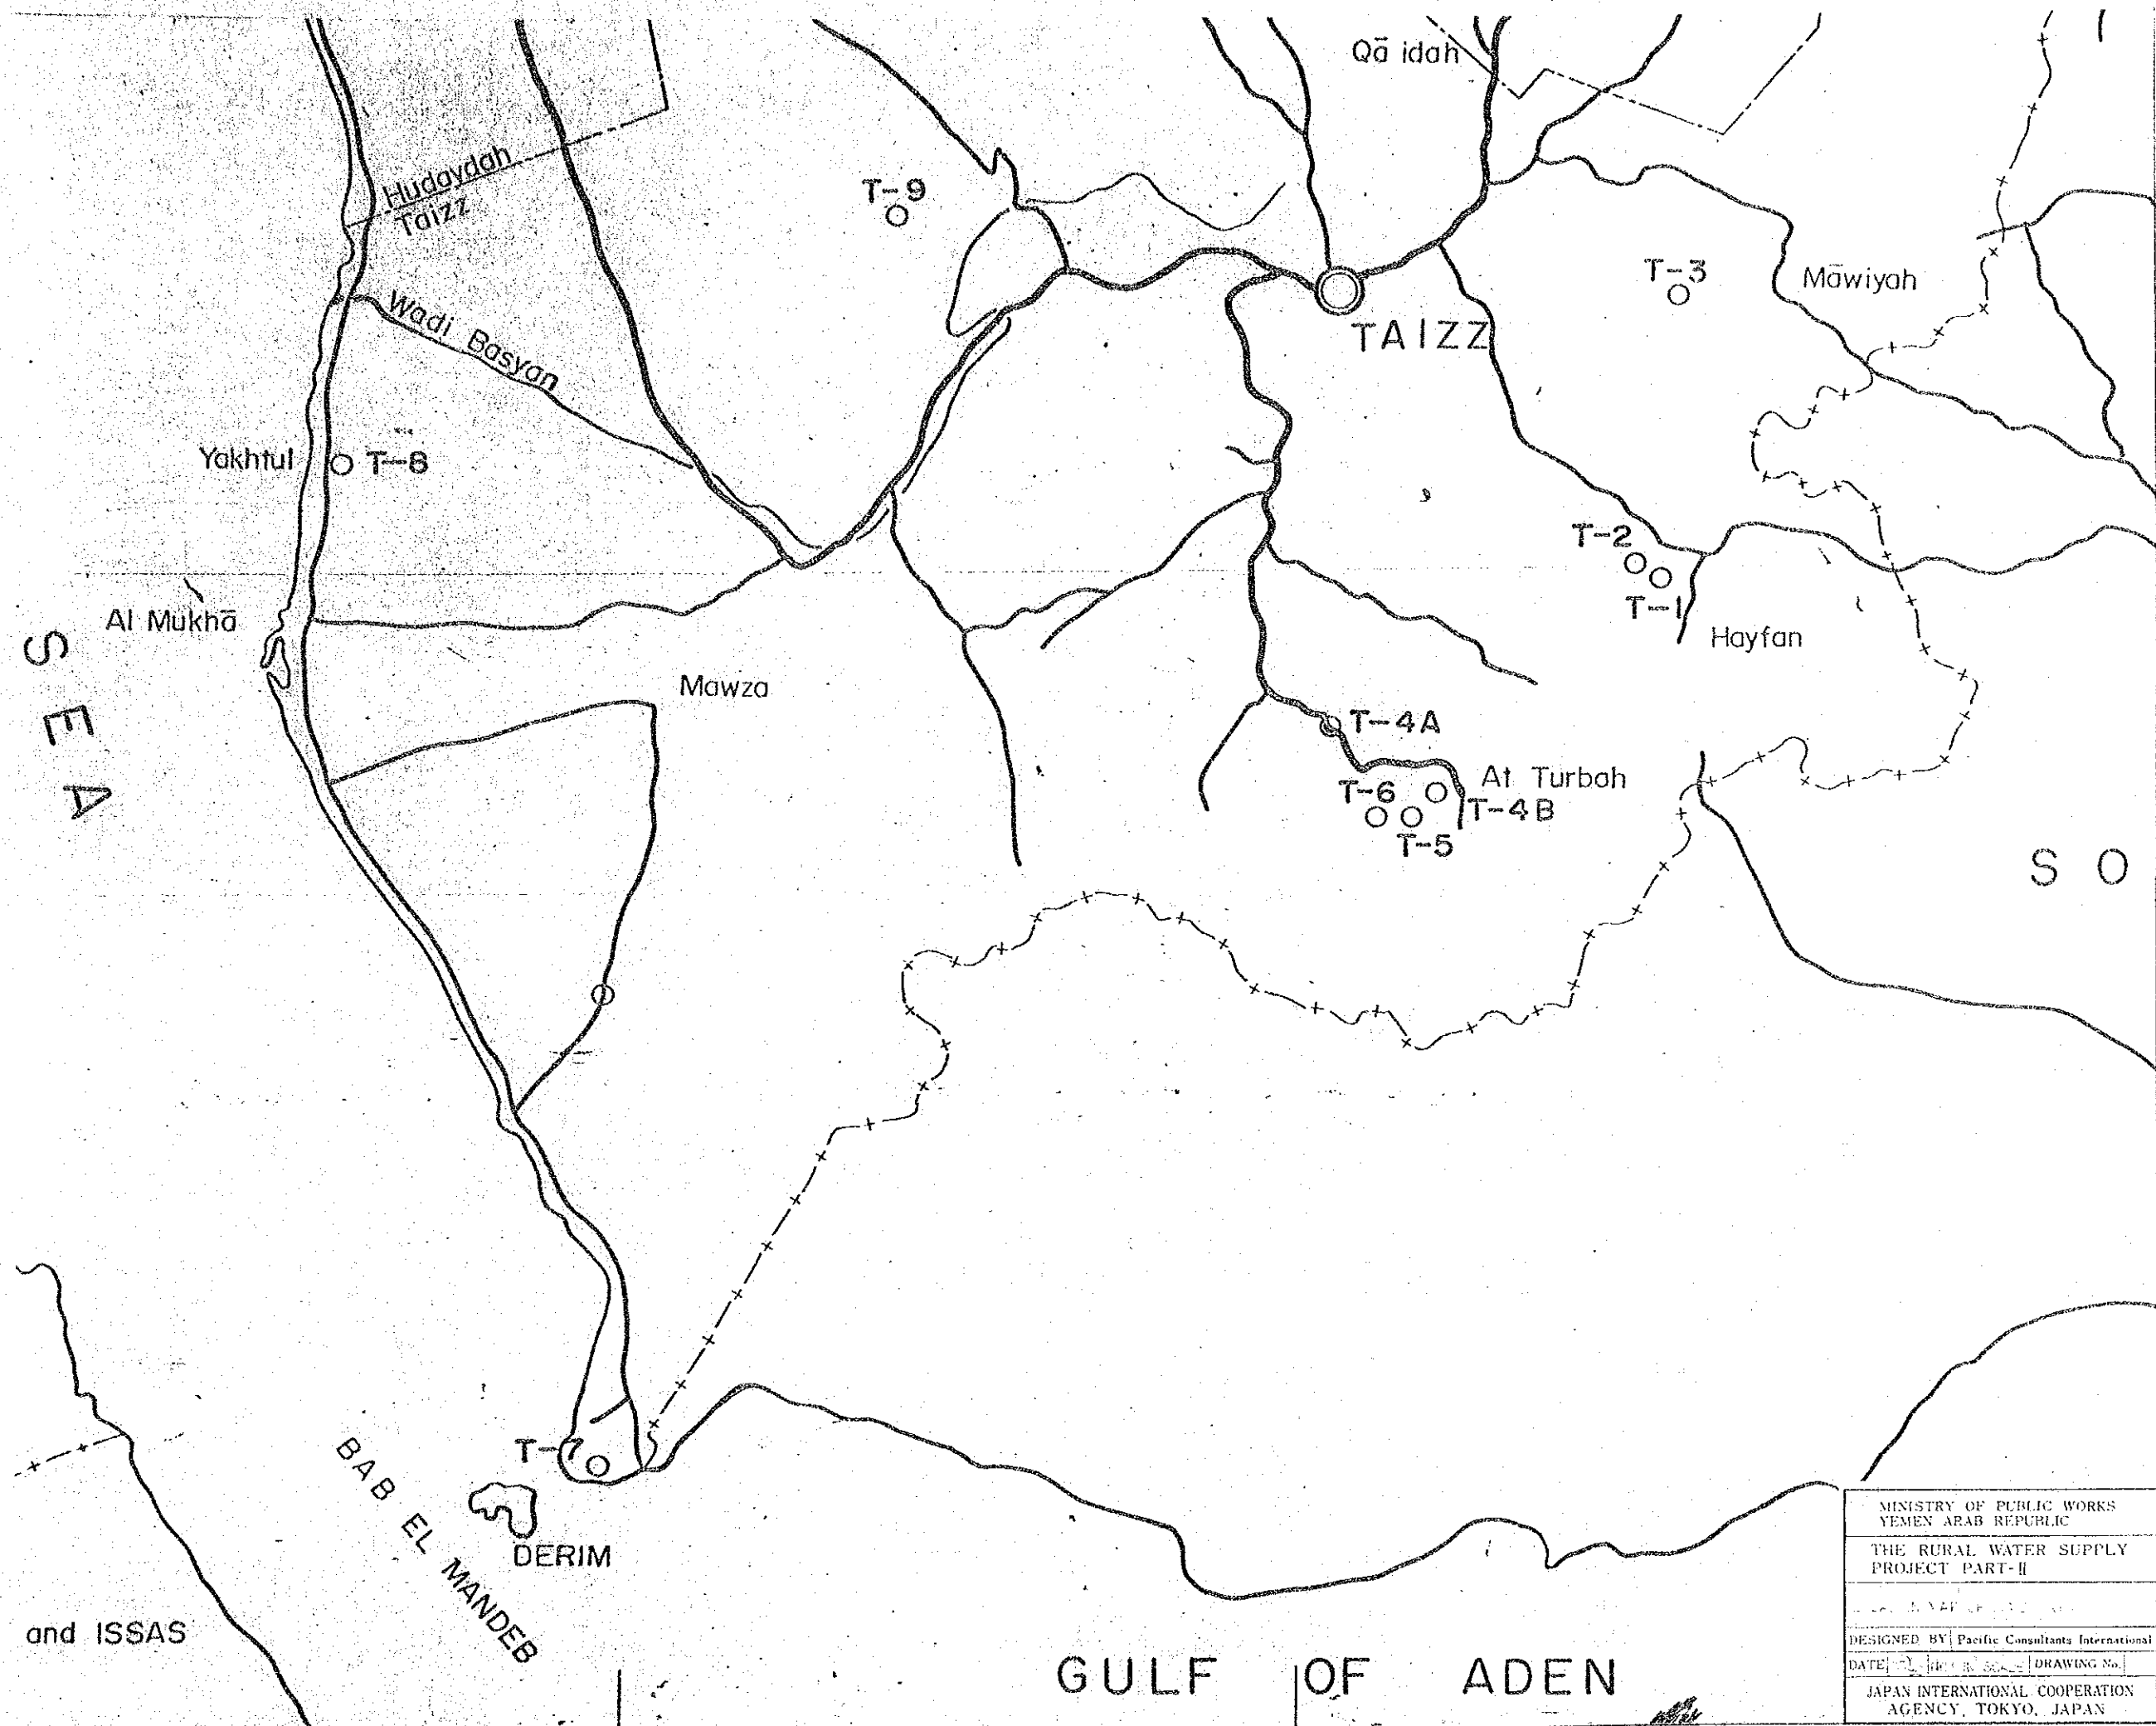 Qā idah
Hudaydah
Taizz
T-9
T-3
Māwiyah
Wadi Basyan
TAIZZ
Yakhtul
T-8
T-2
T-1
Al Mukhā
Hayfan
SEA
Mawza
T-4A
At Turbah
T-6
T-4B
T-5
S O
T-7
BAB EL MANDEB
DERIM
and ISSAS
GULF OF ADEN
MINISTRY OF PUBLIC WORKS
YEMEN ARAB REPUBLIC
THE RURAL WATER SUPPLY
PROJECT PART-II
DESIGNED BY Pacific Consultants International
DATE DRAWING No.
JAPAN INTERNATIONAL COOPERATION
AGENCY, TOKYO, JAPAN